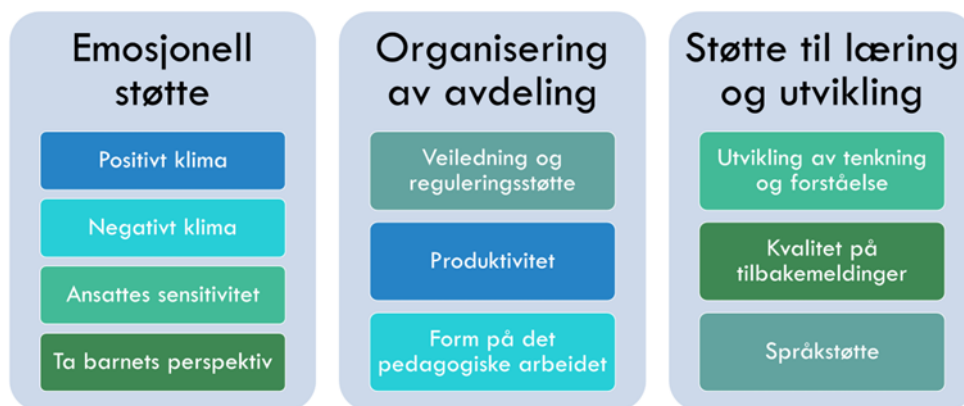 Emosjonell
støtte
Positivt klima
Negativt klima
Ansattes sensitivitet
Ta barnets perspektiv
Organisering
av avdeling
Veiledning og
reguleringsstøtte
Produktivitet
Form på det
pedagogiske arbeidet
Støtte til læring
og utvikling
Utvikling av tenkning
og forståelse
Kvalitet på
tilbakemeldinger
Språkstøtte